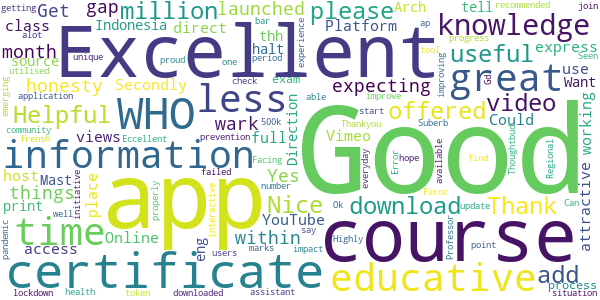 getting alot gap million launched please Arch tell recommended join
Get bar
class Indonesia direct thh Platform ap knowledge
month unique Excellent experience
source proud one halt exam expecting useful express
honesty period check tool progress Seen
emerging utilised Secondly WHO less offered great improving Gd use Want
application able video
Helpful wark Vimeo start improve Could working
community Eccellent prevention 500k Direction Thankyou Suberb
frensh views full Good
information Facing everyday attractive
host Mast Yes hope available Error Thoughtbud Regional
things app failed Nice download Thank
print place initiative properly number Ok Firoz find Can
time Online interactive YouTube course update
well eng within say Highly Professor
access users marks impact point process
pandemic certificate educative add
lockdown health token downloaded assistant situation